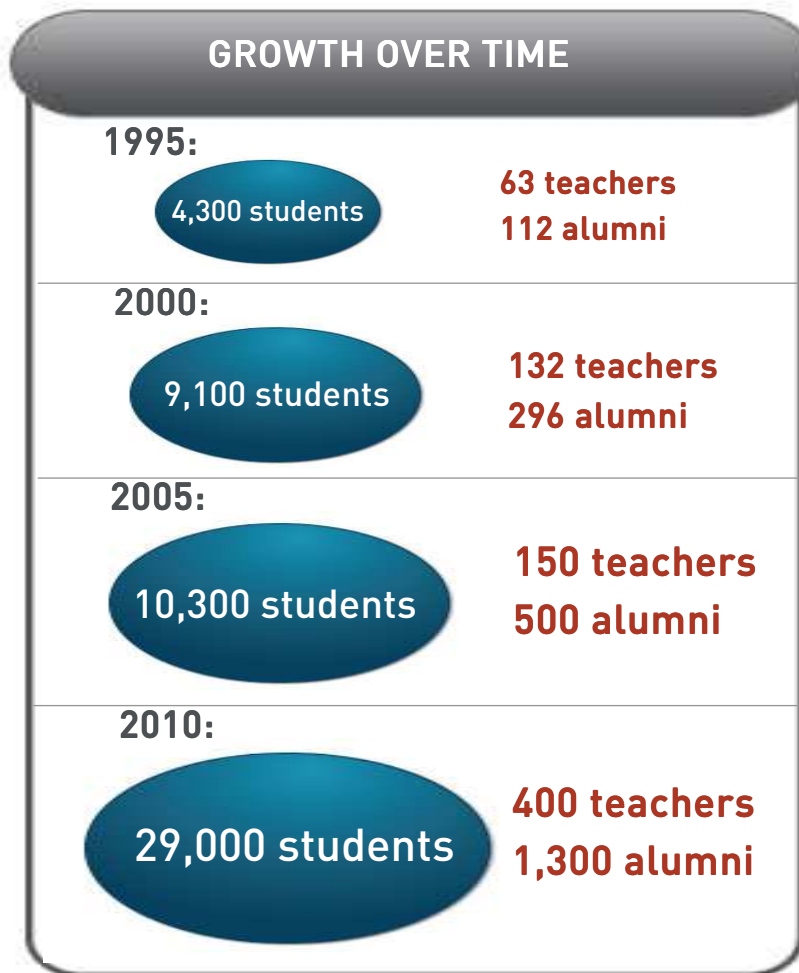 GROWTH OVER TIME
1995:
4,300 students
63 teachers
112 alumni
2000:
9,100 students
132 teachers
296 alumni
2005:
10,300 students
150 teachers
500 alumni
2010:
29,000 students
400 teachers
1,300 alumni